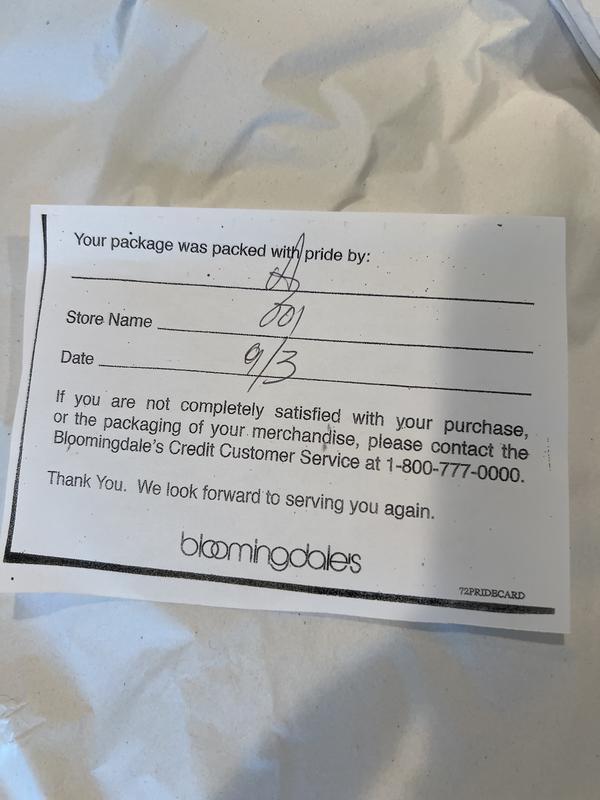 Your package was packed with pride by:
Store Name 001
Date 9/3
If you are not completely satisfied with your purchase,
or the packaging of your merchandise, please contact the
Bloomingdale's Credit Customer Service at 1-800-777-0000.
Thank You. We look forward to serving you again.
bloomingdale's
72PRIDECARD